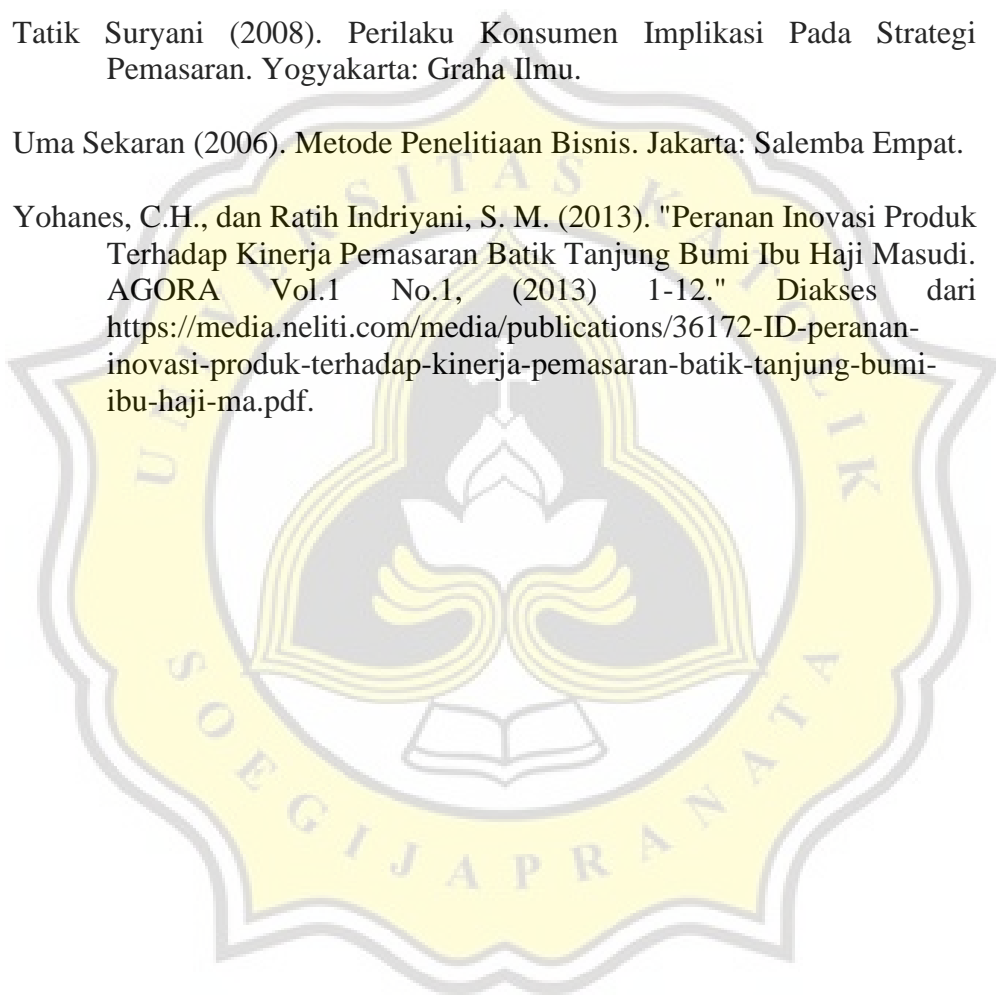 Tatik Suryani (2008). Perilaku Konsumen Implikasi Pada Strategi
Pemasaran. Yogyakarta: Graha Ilmu.
Uma Sekaran (2006). Metode Penelitiaan Bisnis. Jakarta: Salemba Empat.
Yohanes, C.H., dan Ratih Indriyani, S. M. (2013). "Peranan Inovasi Produk
Terhadap Kinerja Pemasaran Batik Tanjung Bumi Ibu Haji Masudi.
AGORA Vol.1 No.1, (2013) 1-12." Diakses dari
https://media.neliti.com/media/publications/36172-ID-peranan-
inovasi-produk-terhadap-kinerja-pemasaran-batik-tanjung-bumi-
ibu-haji-ma.pdf.
UNIVERSITAS KATOLIK
SOEGIJAPRANATA